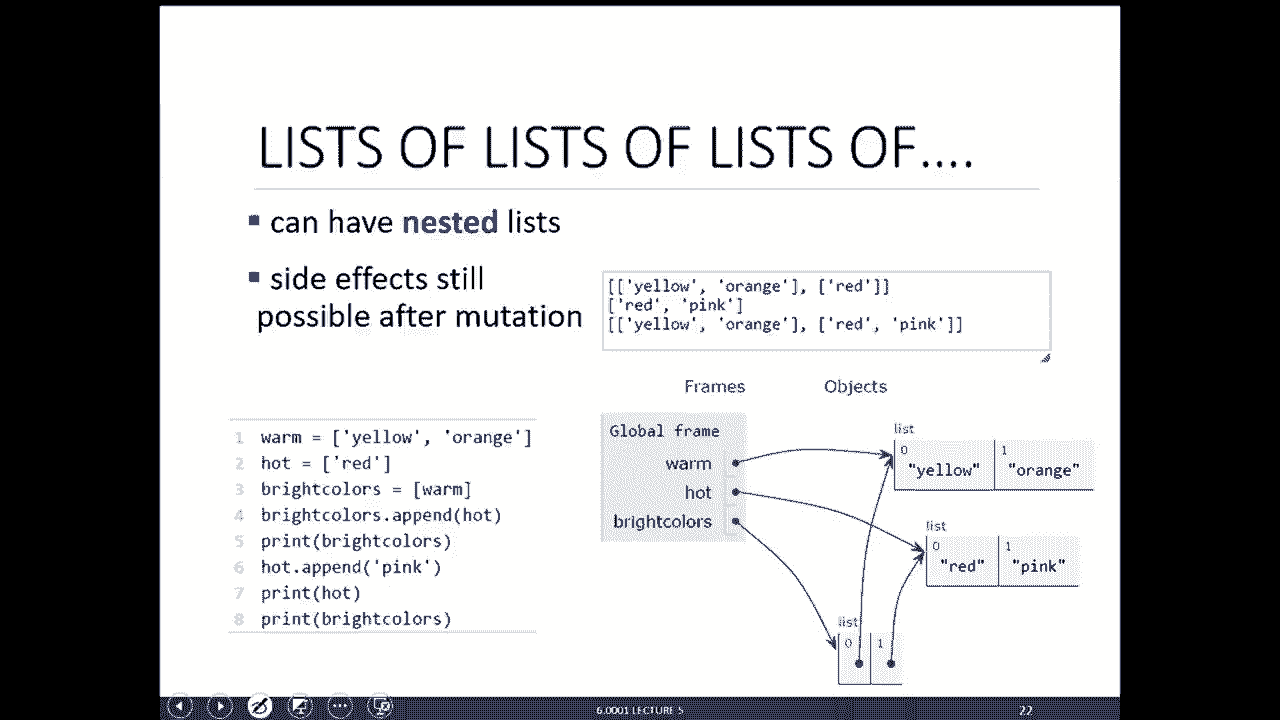 LISTS OF LISTS OF LISTS OF....
▪ can have nested lists
▪ side effects still
possible after mutation
[['yellow', 'orange'], ['red']]
['red', 'pink']
[['yellow', 'orange'], ['red', 'pink']]
Frames Objects
Global frame
warm
hot
brightcolors
list
0 1
"yellow" "orange"
list
0 1
"red" "pink"
list
0 1
1 warm = ['yellow', 'orange']
2 hot = ['red']
3 brightcolors = [warm]
4 brightcolors.append(hot)
5 print(brightcolors)
6 hot.append('pink')
7 print(hot)
8 print(brightcolors)
6.0001 LECTURE 5
22